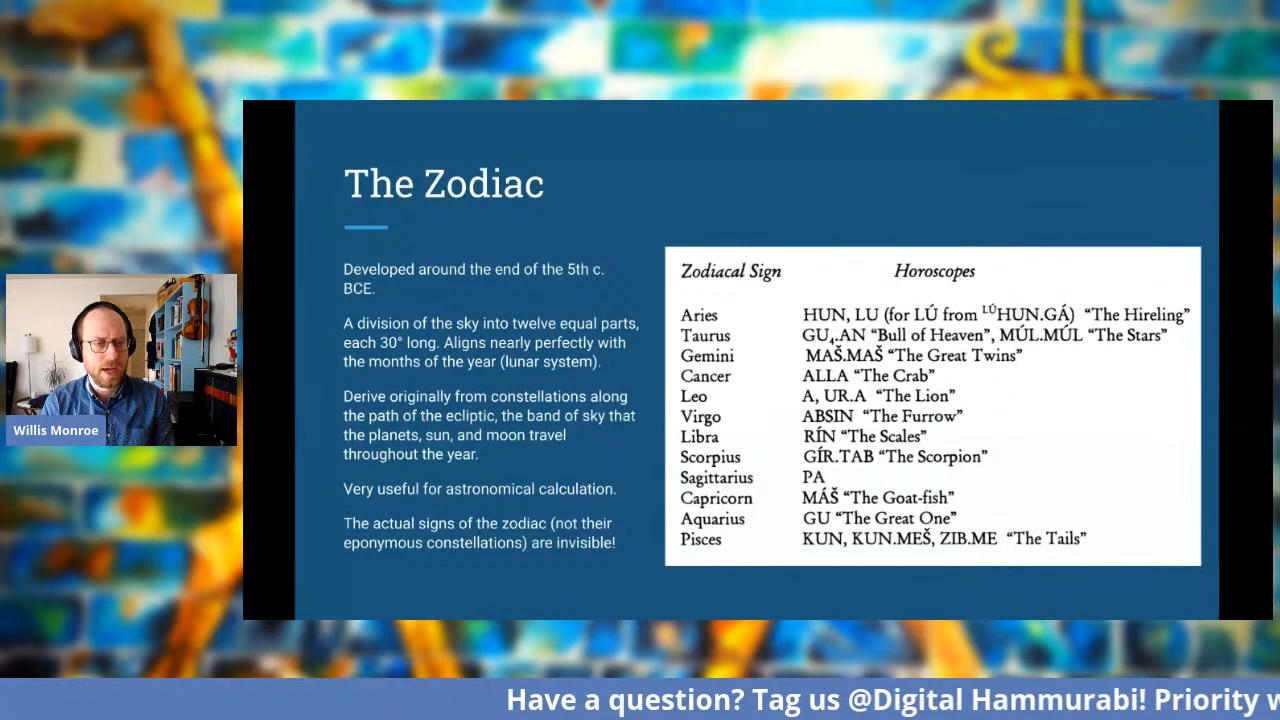 The Zodiac
Developed around the end of the 5th c.
BCE.
A division of the sky into twelve equal parts,
each 30° long. Aligns nearly perfectly with
the months of the year (lunar system).
Derive originally from constellations along
the path of the ecliptic, the band of sky that
the planets, sun, and moon travel
throughout the year.
Very useful for astronomical calculation.
The actual signs of the zodiac (not their
eponymous constellations) are invisible!
Zodiacal Sign Horoscopes
Aries HUN, LU (for LÚ from ᴸÚHUN.GÁ) "The Hireling"
Taurus GU₄.AN "Bull of Heaven", MÚL.MÚL "The Stars"
Gemini MAŠ.MAŠ "The Great Twins"
Cancer ALLA "The Crab"
Leo A, UR.A "The Lion"
Virgo ABSIN "The Furrow"
Libra RÍN "The Scales"
Scorpius GÍR.TAB "The Scorpion"
Sagittarius PA
Capricorn MÁŠ "The Goat-fish"
Aquarius GU "The Great One"
Pisces KUN, KUN.MEŠ, ZIB.ME "The Tails"
Willis Monroe
Have a question? Tag us @Digital Hammurabi! Priority